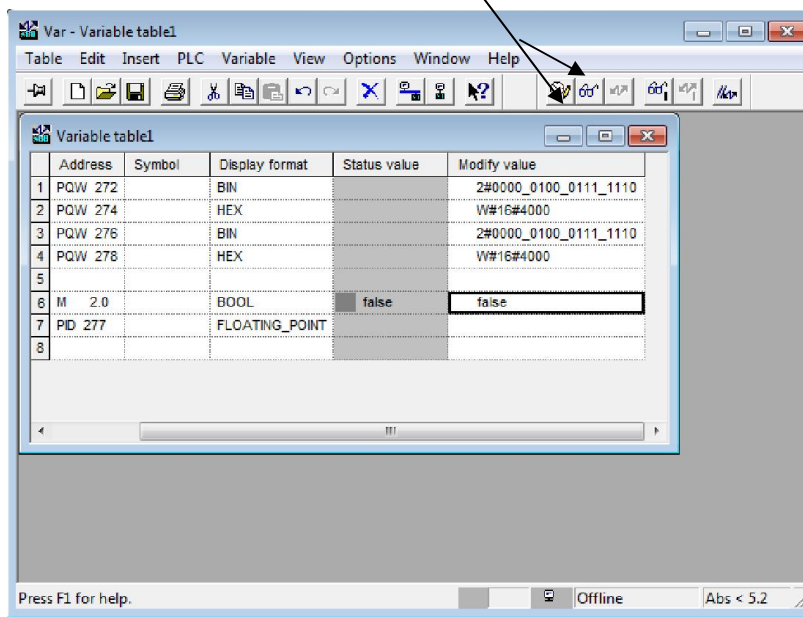 Var - Variable table1
Table Edit Insert PLC Variable View Options Window Help
Variable table1
Address Symbol Display format Status value Modify value
1 PQW 272 BIN 2#0000_0100_0111_1110
2 PQW 274 HEX W#16#4000
3 PQW 276 BIN 2#0000_0100_0111_1110
4 PQW 278 HEX W#16#4000
5
6 M 2.0 BOOL false false
7 PID 277 FLOATING_POINT
8
Press F1 for help. Offline Abs < 5.2